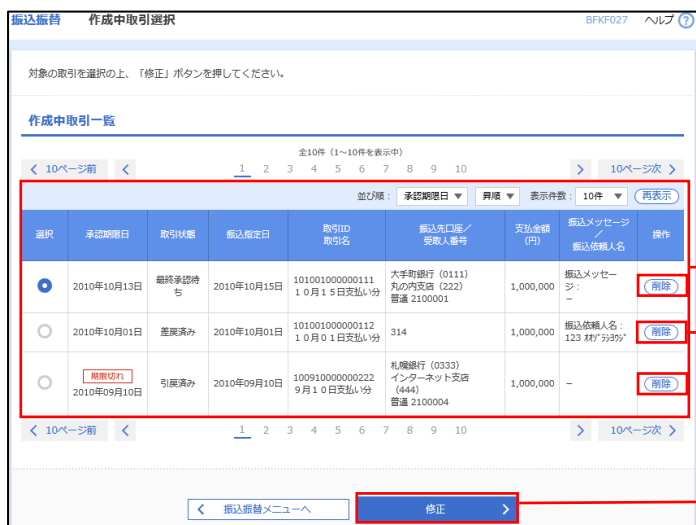 振込振替 作成中取引選択 BFKF027 ヘルプ ?
対象の取引を選択の上、「修正」ボタンを押してください。
作成中取引一覧
全10件（1～10件を表示中）
< 10ページ前 < 1 2 3 4 5 6 7 8 9 10 > 10ページ次 >
並び順： 承認期限日 ▼ 昇順 ▼ 表示件数： 10件 ▼ 再表示
選択 承認期限日 取引状態 振込指定日 取引ID 取引名 振込先口座／ 受取人番号 支払金額 (円) 振込メッセージ ／ 振込依頼人名 操作
2010年10月13日 最終承認待ち 2010年10月15日 101001000000111 １０月１５日支払い分 大手町銀行（0111） 丸の内支店（222） 普通 2100001 1,000,000 振込メッセージ： － 削除
2010年10月01日 差戻済み 2010年10月01日 101001000000112 １０月０１日支払い分 314 1,000,000 振込依頼人名： 123 削除
期限切れ 2010年09月10日 引戻済み 2010年09月10日 100910000000222 ９月１０日支払い分 札幌銀行（0333） インターネット支店 （444） 普通 2100004 1,000,000 － 削除
< 10ページ前 < 1 2 3 4 5 6 7 8 9 10 > 10ページ次 >
< 振込振替メニューへ 修正 >